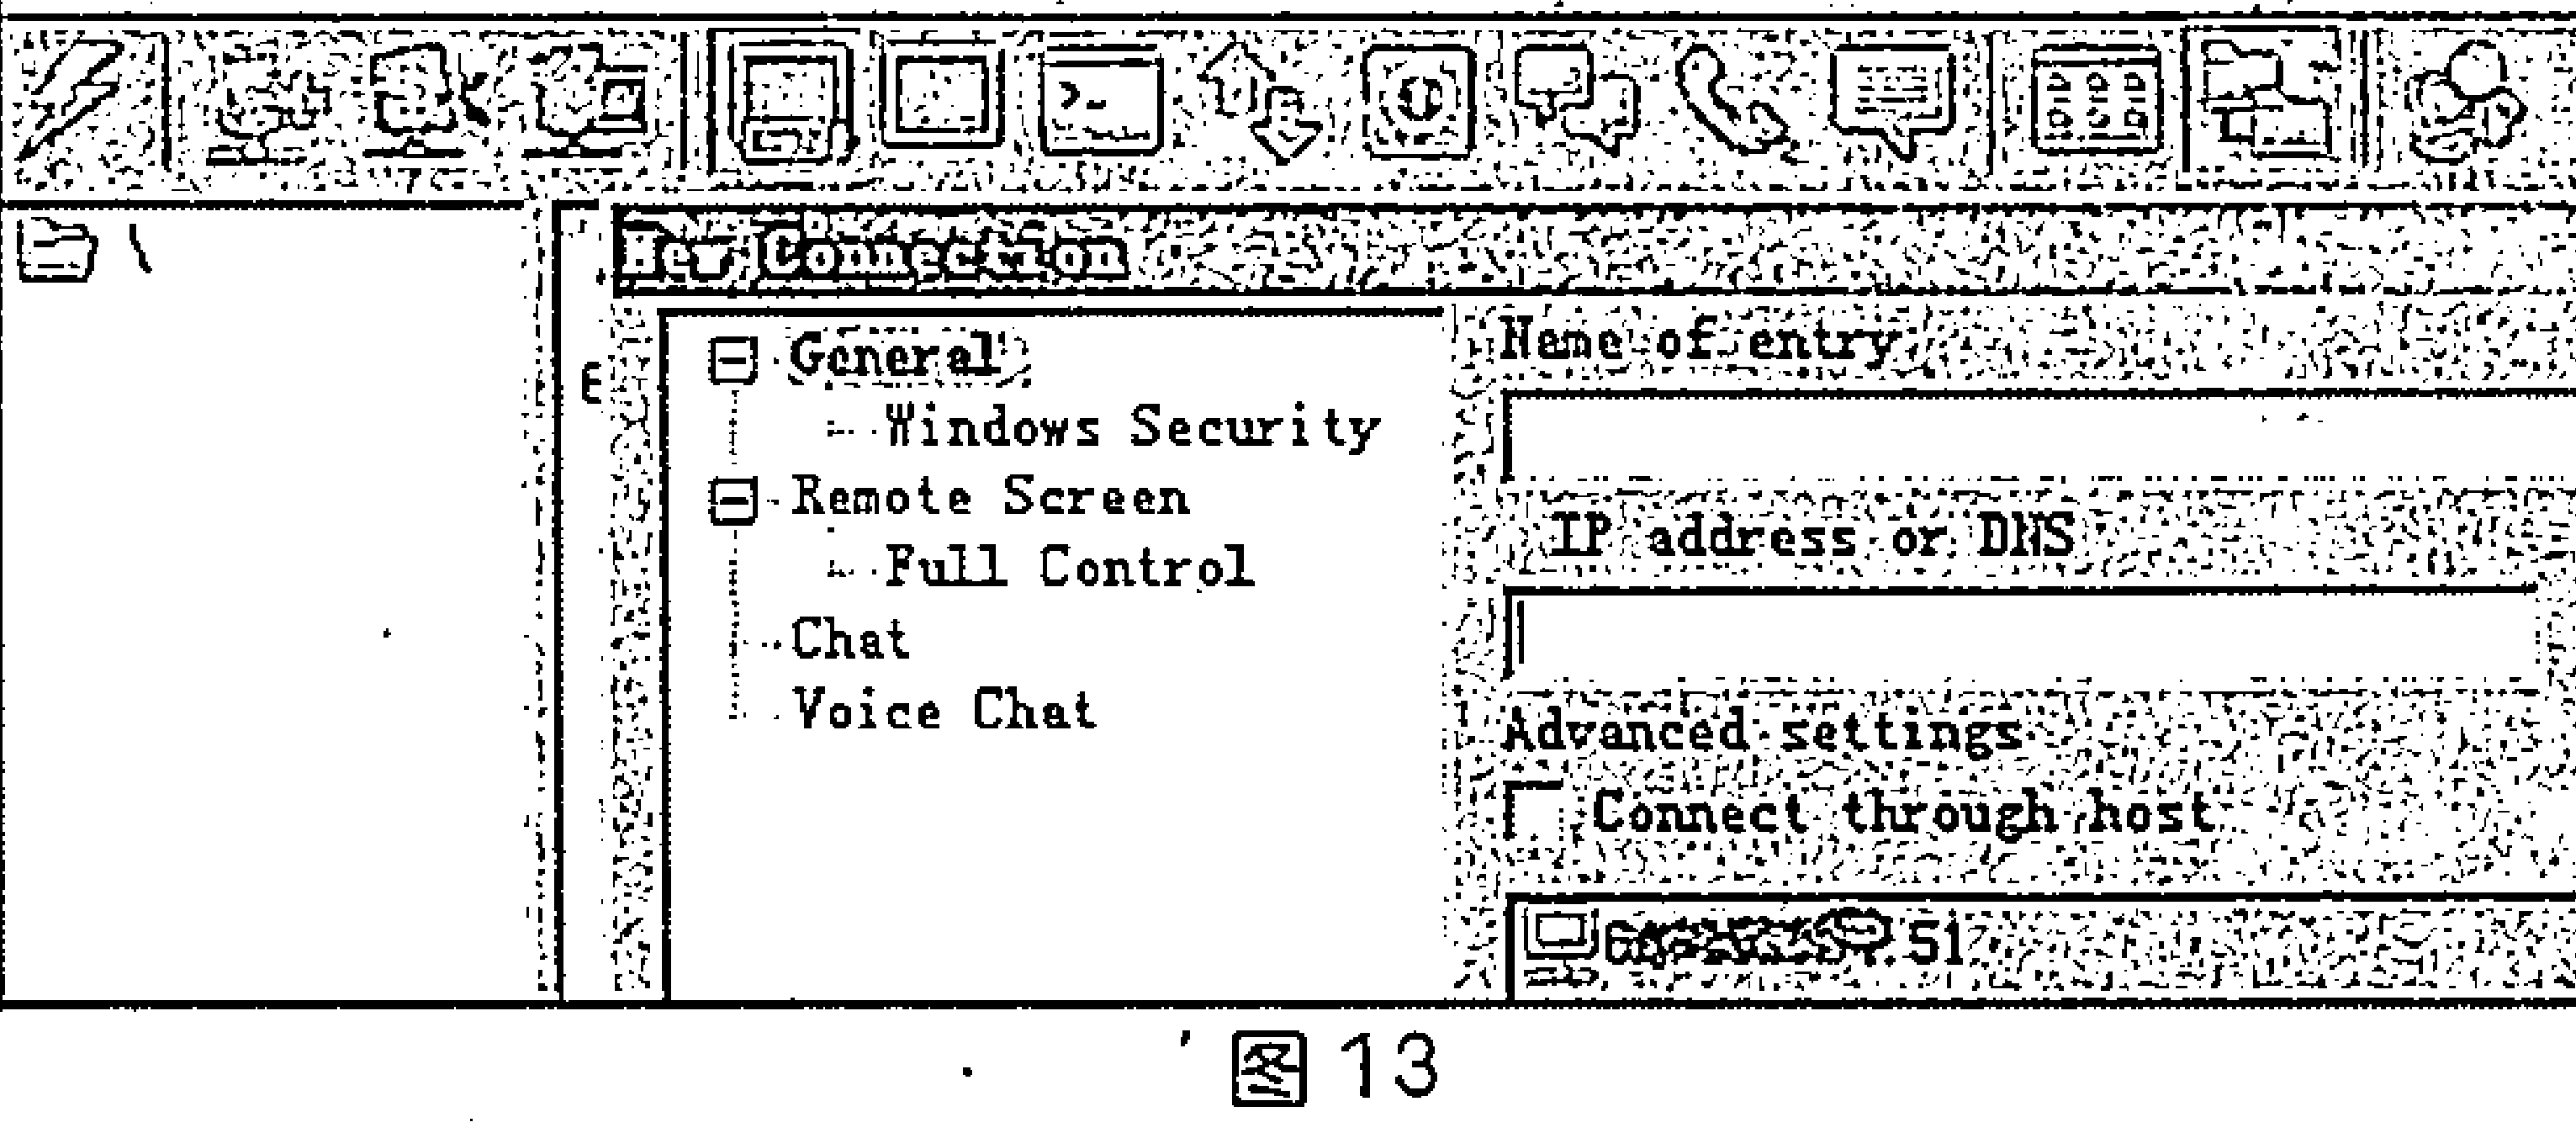 \
New Connection
General
Windows Security
Remote Screen
Full Control
Chat
Voice Chat
Name of entry
IP address or DNS
Advanced settings
Connect through host
.51
图 13